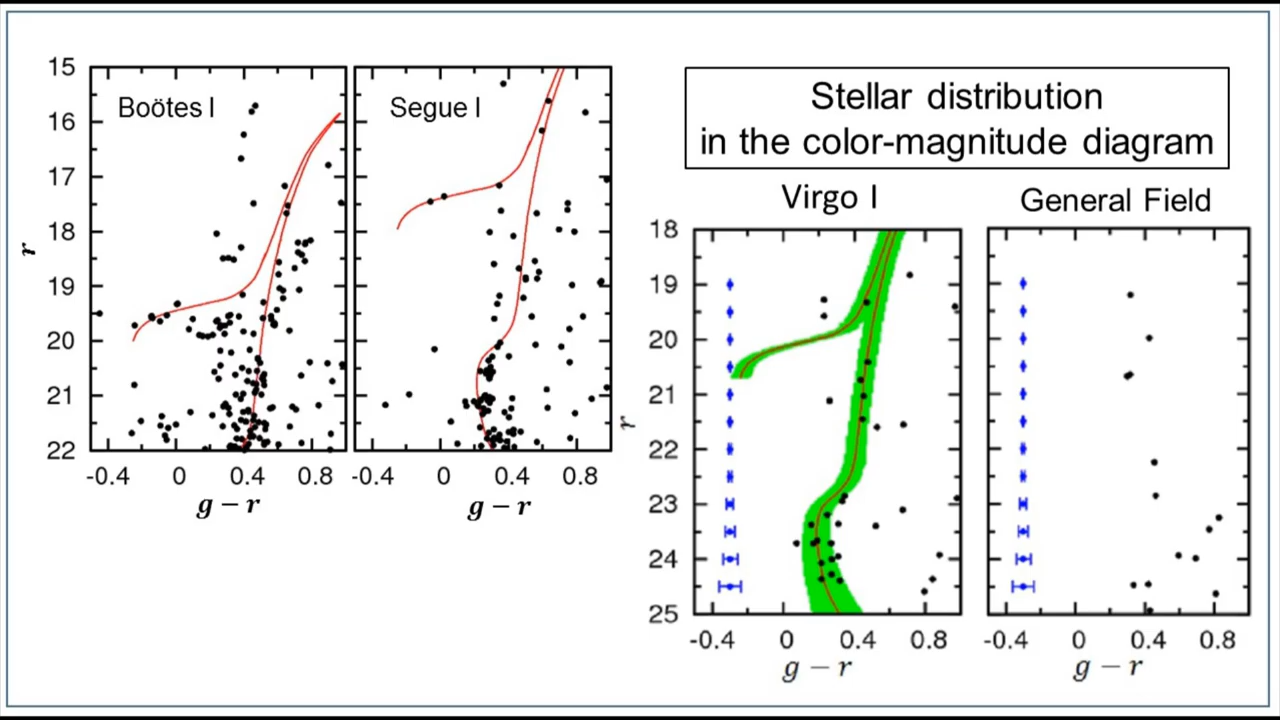 Stellar distribution
in the color-magnitude diagram
Boötes I
Segue I
15
16
17
18
19
20
21
22
r
-0.4 0 0.4 0.8
g − r
-0.4 0 0.4 0.8
g − r
Virgo I
General Field
18
19
20
21
22
23
24
25
r
-0.4 0 0.4 0.8
g − r
-0.4 0 0.4 0.8
g − r